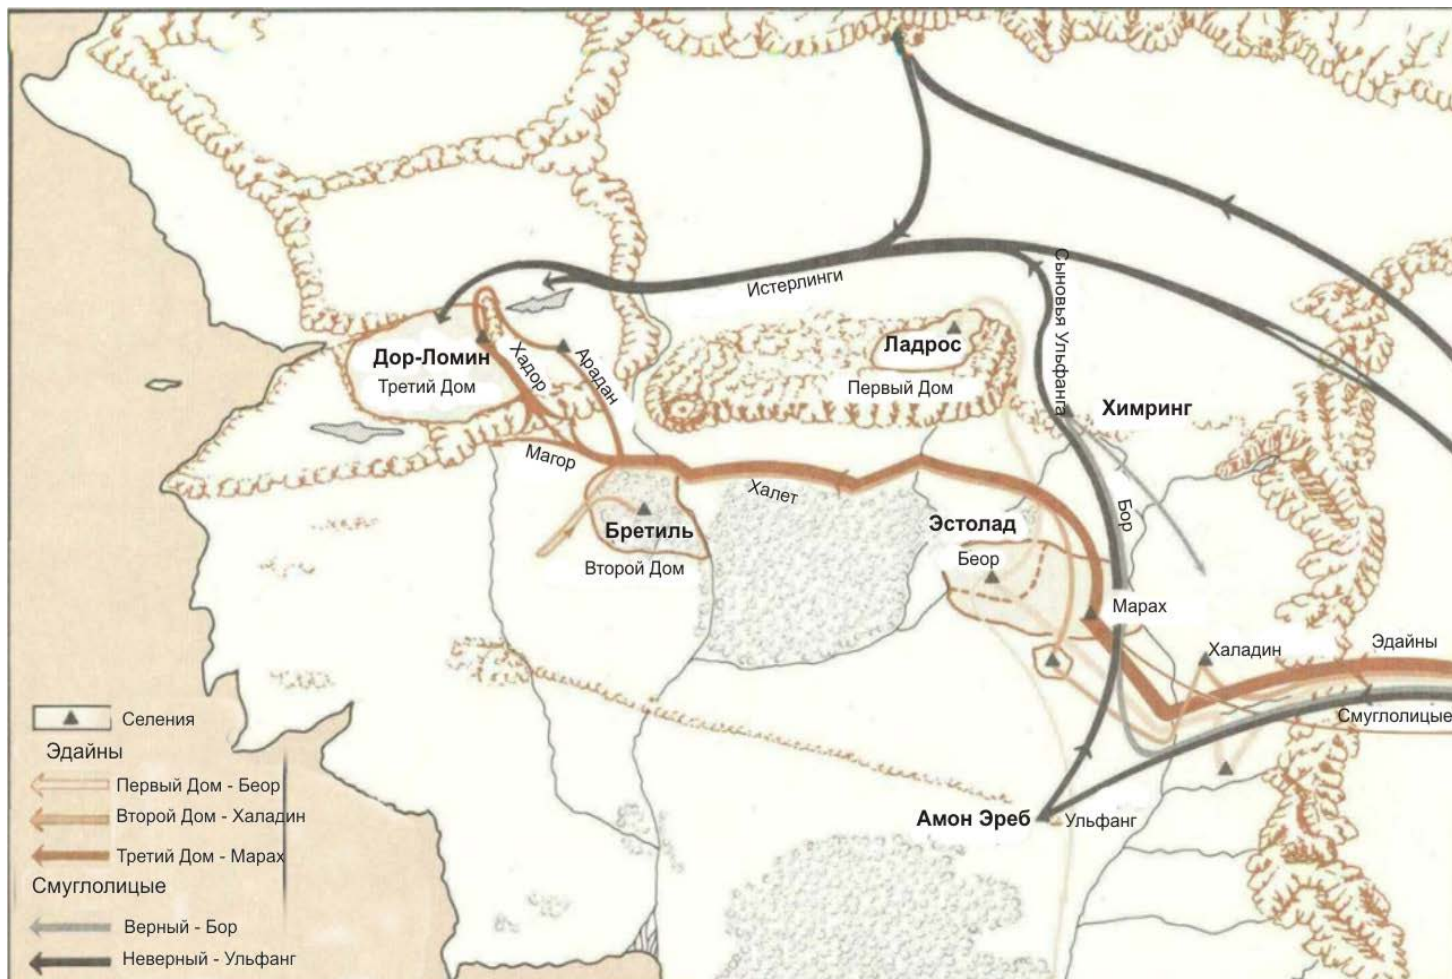 Истерлинги
Сыновья Ульфанга
Дор-Ломин
Третий Дом
Хадор
Арадан
Ладрос
Первый Дом
Химринг
Магор
Халет
Бор
Бретиль
Второй Дом
Эстолад
Беор
Марах
Халадин
Эдайны
Смуглолицые
Амон Эреб
Ульфанг
Селения
Эдайны
Первый Дом - Беор
Второй Дом - Халадин
Третий Дом - Марах
Смуглолицые
Верный - Бор
Неверный - Ульфанг